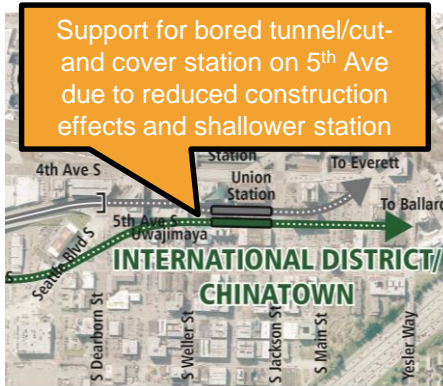 Support for bored tunnel/cut-
and cover station on 5th Ave
due to reduced construction
effects and shallower station
Station
4th Ave S
Union
Station
To Everett
To Ballard
5th Ave S
Uwajimaya
Seattle Blvd S
INTERNATIONAL DISTRICT/
CHINATOWN
S Dearborn St
S Weller St
S Jackson St
S Main St
Yesler Way